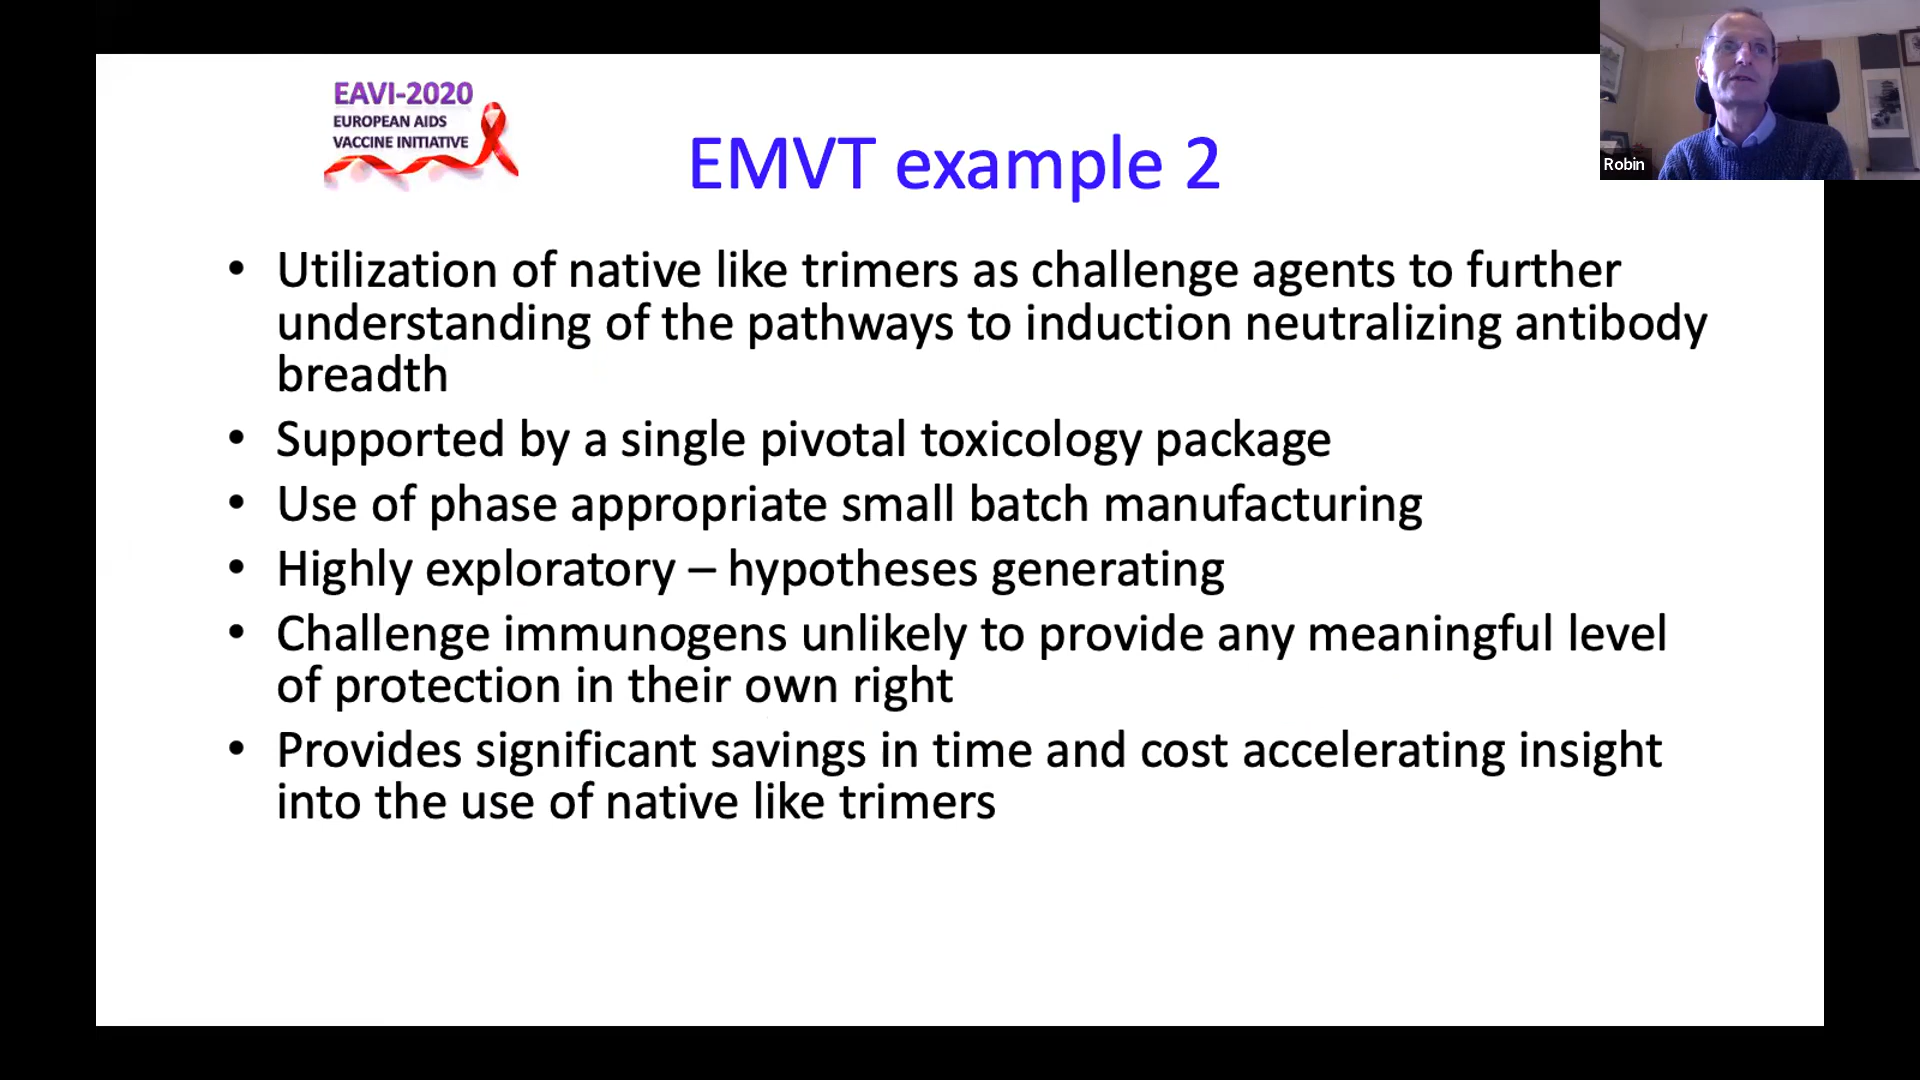 EAVI-2020
EUROPEAN AIDS
VACCINE INITIATIVE
EMVT example 2
Robin
• Utilization of native like trimers as challenge agents to further
understanding of the pathways to induction neutralizing antibody
breadth
• Supported by a single pivotal toxicology package
• Use of phase appropriate small batch manufacturing
• Highly exploratory – hypotheses generating
• Challenge immunogens unlikely to provide any meaningful level
of protection in their own right
• Provides significant savings in time and cost accelerating insight
into the use of native like trimers